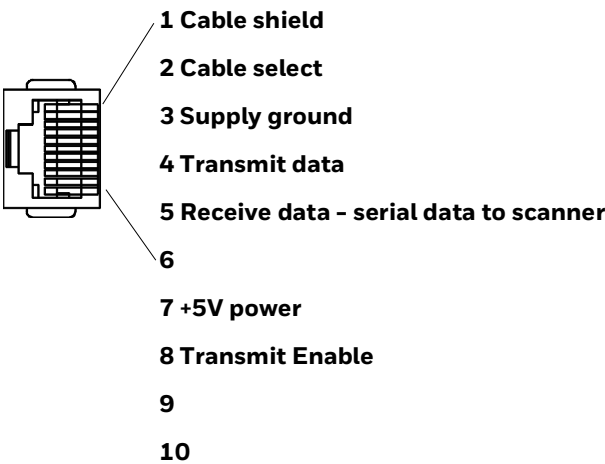 1 Cable shield
2 Cable select
3 Supply ground
4 Transmit data
5 Receive data - serial data to scanner
6
7 +5V power
8 Transmit Enable
9
10